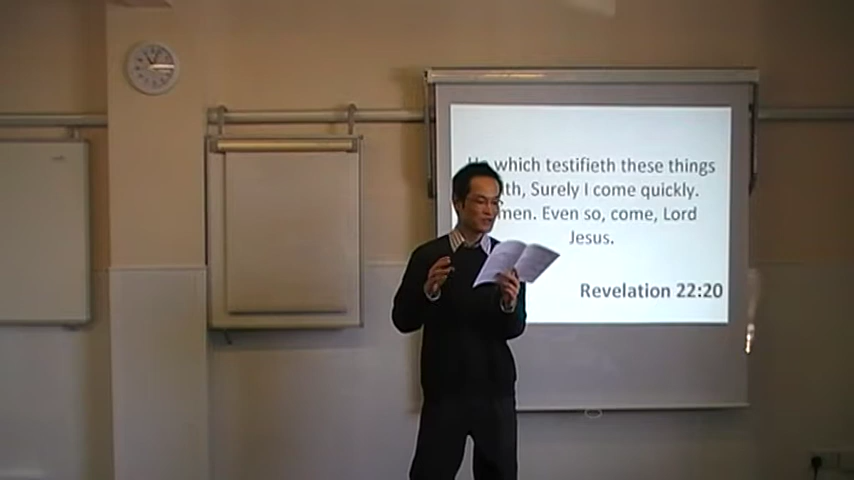 which testifieth these things
Surely I come quickly.
Even so, come, Lord
Jesus.
Revelation 22:20